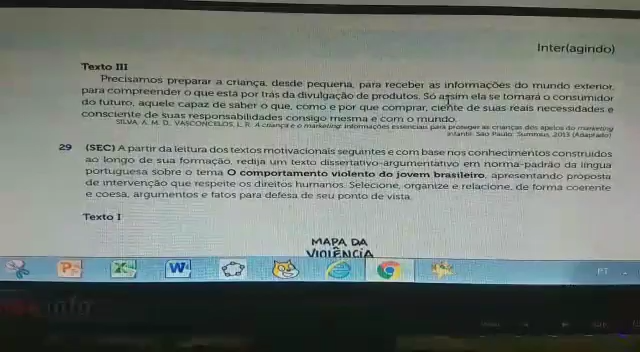 Inter(agindo)
Texto III
Precisamos preparar a criança, desde pequena, para receber as informações do mundo exterior,
para compreender o que está por trás da divulgação de produtos. Só assim ela se tornará o consumidor
do futuro, aquele capaz de saber o que, como e por que comprar, ciente de suas reais necessidades e
consciente de suas responsabilidades consigo mesma e com o mundo.
SILVA, A. M. D.; VASCONCELOS, L. R. A criança e o marketing: informações essenciais para proteger as crianças dos apelos do marketing
infantil. São Paulo: Summus, 2013 (Adaptado)
29 (SEC) A partir da leitura dos textos motivacionais seguintes e com base nos conhecimentos construídos
ao longo de sua formação, redija um texto dissertativo-argumentativo em norma-padrão da língua
portuguesa sobre o tema O comportamento violento do jovem brasileiro, apresentando proposta
de intervenção que respeite os direitos humanos. Selecione, organize e relacione, de forma coerente
e coesa, argumentos e fatos para defesa de seu ponto de vista.
Texto I
MAPA DA
VIOLÊNCIA
PT
info